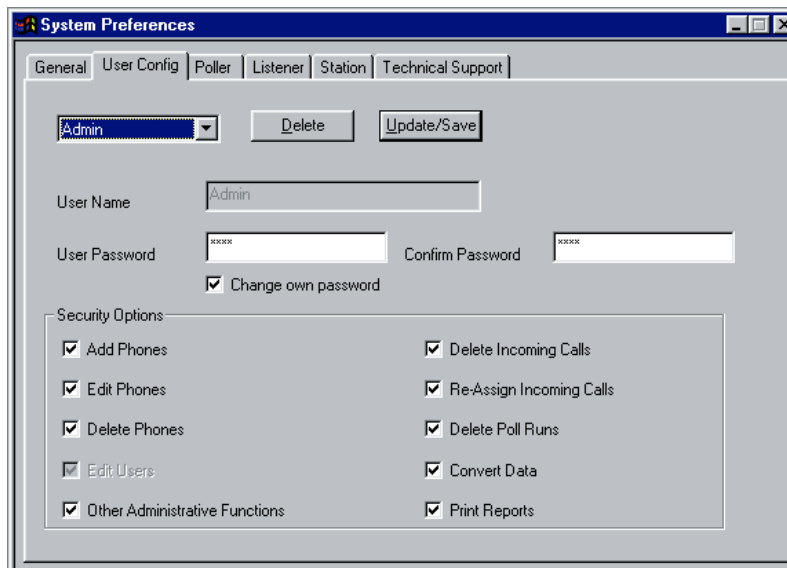 System Preferences
General User Config Poller Listener Station Technical Support
Admin Delete Update/Save
User Name Admin
User Password **** Confirm Password ****
Change own password
Security Options
Add Phones Delete Incoming Calls
Edit Phones Re-Assign Incoming Calls
Delete Phones Delete Poll Runs
Edit Users Convert Data
Other Administrative Functions Print Reports